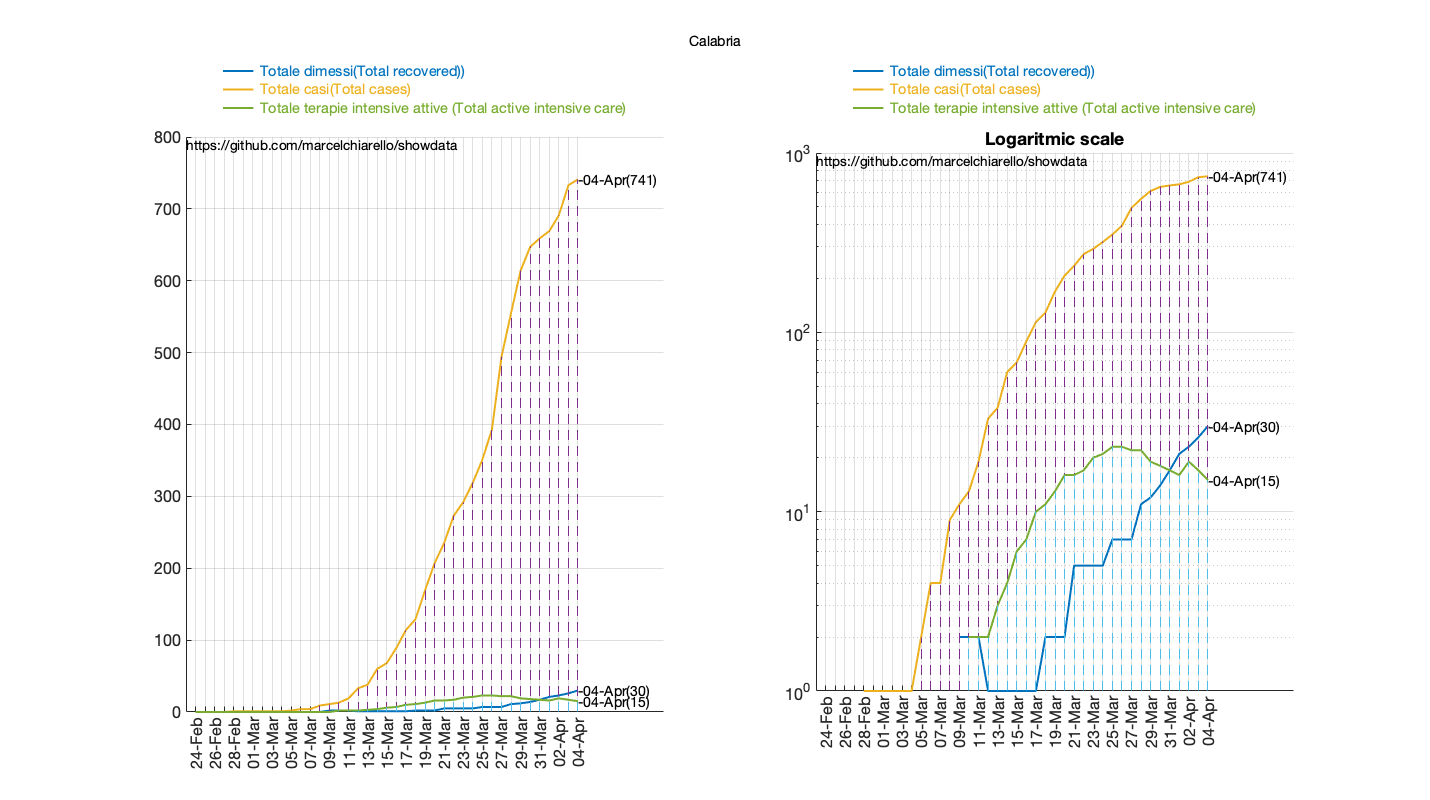 Calabria
Totale dimessi(Total recovered))
Totale casi(Total cases)
Totale terapie intensive attive (Total active intensive care)
800
700
600
500
400
300
200
100
0
https://github.com/marcelchiarello/showdata
-04-Apr(741)
-04-Apr(30)
-04-Apr(15)
24-Feb
26-Feb
28-Feb
01-Mar
03-Mar
05-Mar
07-Mar
09-Mar
11-Mar
13-Mar
15-Mar
17-Mar
19-Mar
21-Mar
23-Mar
25-Mar
27-Mar
29-Mar
31-Mar
02-Apr
04-Apr
Totale dimessi(Total recovered))
Totale casi(Total cases)
Totale terapie intensive attive (Total active intensive care)
Logaritmic scale
10^3
10^2
10^1
10^0
https://github.com/marcelchiarello/showdata
-04-Apr(741)
-04-Apr(30)
-04-Apr(15)
24-Feb
26-Feb
28-Feb
01-Mar
03-Mar
05-Mar
07-Mar
09-Mar
11-Mar
13-Mar
15-Mar
17-Mar
19-Mar
21-Mar
23-Mar
25-Mar
27-Mar
29-Mar
31-Mar
02-Apr
04-Apr